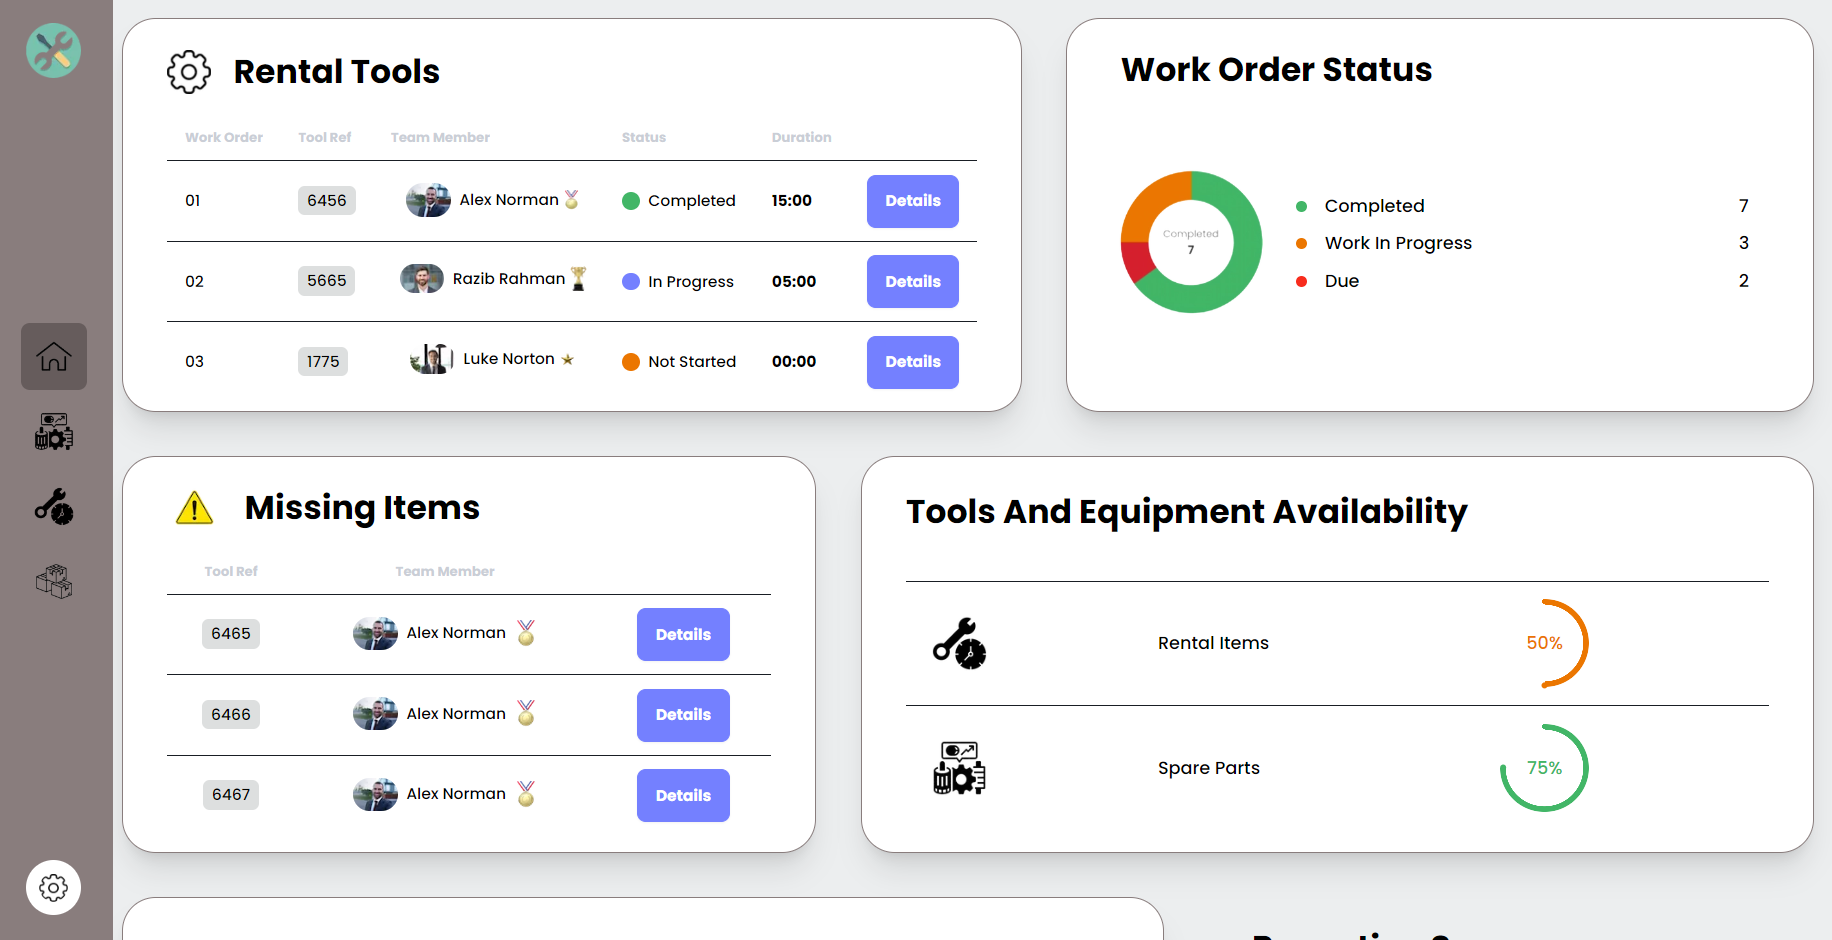 Rental Tools
Work Order Tool Ref Team Member Status Duration
01 6456 Alex Norman Completed 15:00 Details
02 5665 Razib Rahman In Progress 05:00 Details
03 1775 Luke Norton Not Started 00:00 Details
Work Order Status
Completed
7
Completed 7
Work In Progress 3
Due 2
Missing Items
Tool Ref Team Member
6465 Alex Norman Details
6466 Alex Norman Details
6467 Alex Norman Details
Tools And Equipment Availability
Rental Items 50%
Spare Parts 75%